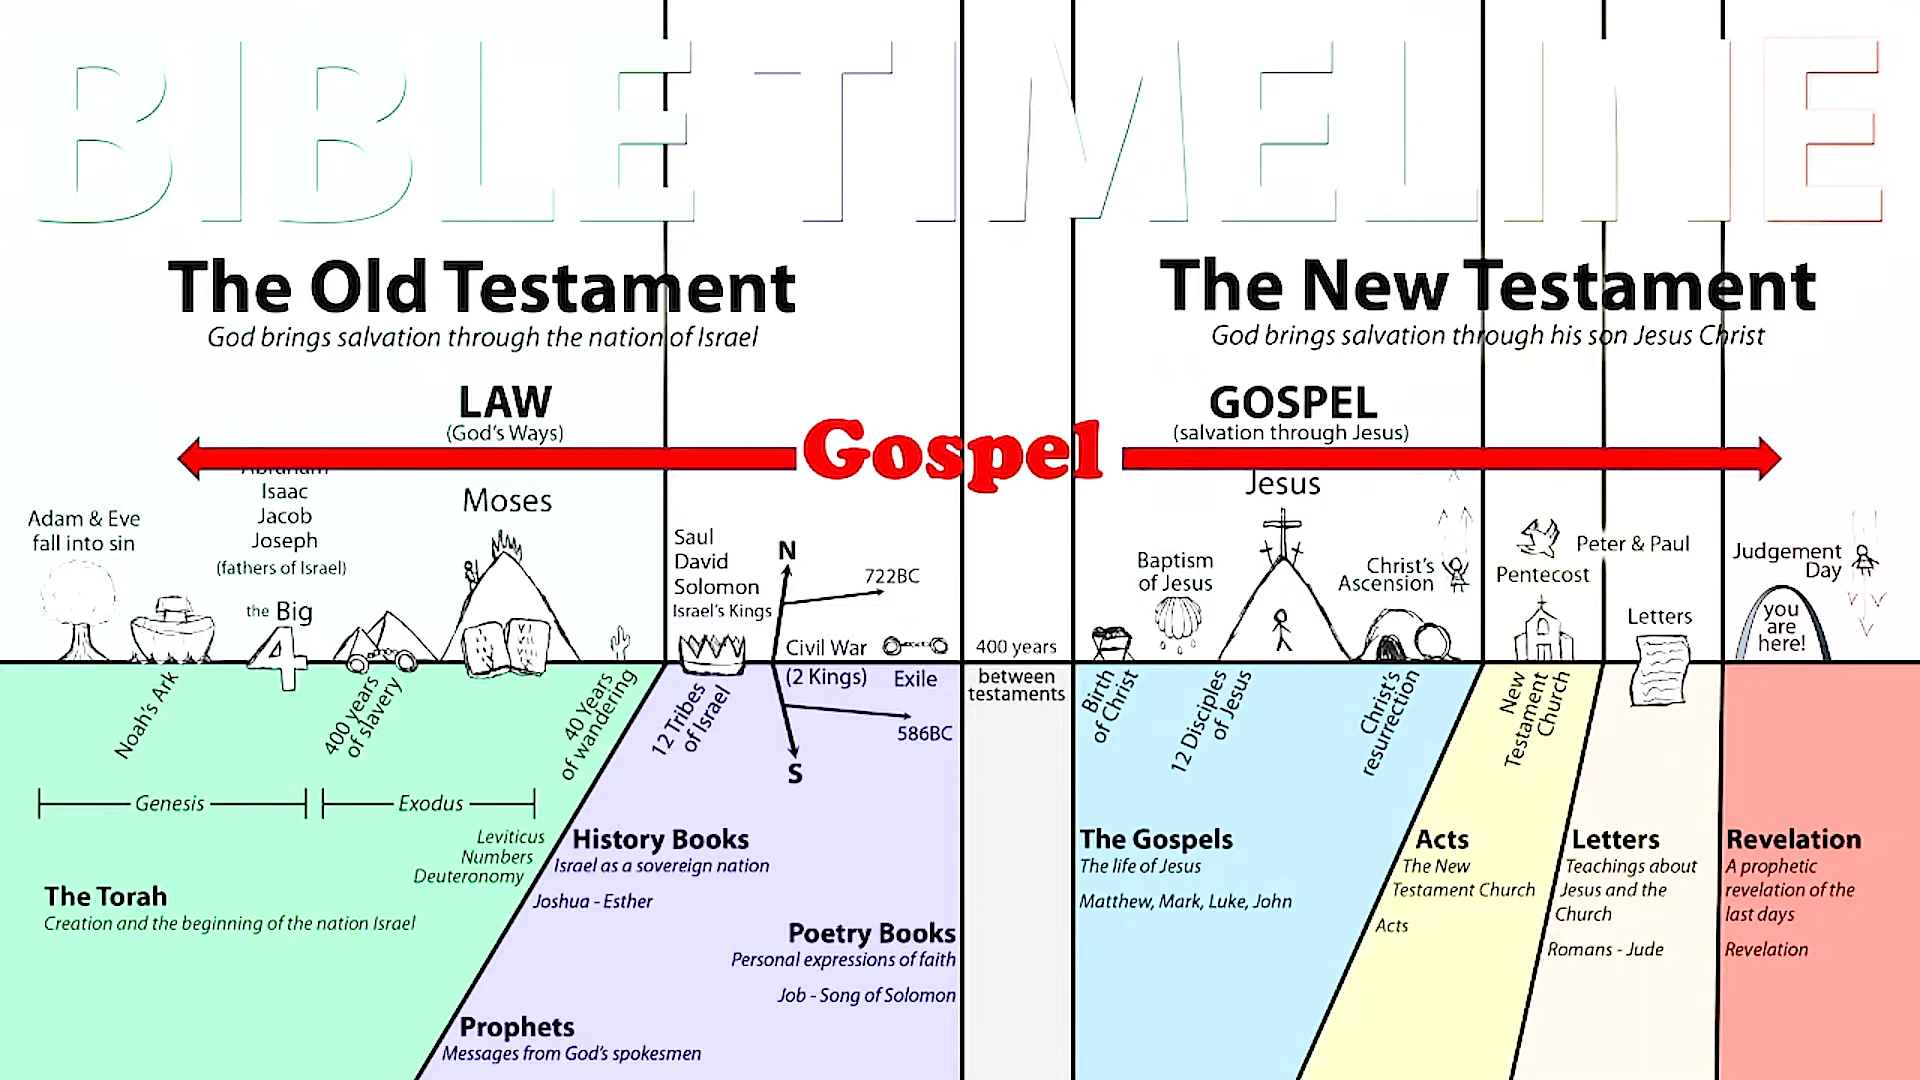 BIBLE TIMELINE
The Old Testament
God brings salvation through the nation of Israel
The New Testament
God brings salvation through his son Jesus Christ
LAW
(God's Ways)
Gospel
GOSPEL
(salvation through Jesus)
Adam & Eve
fall into sin
Abraham
Isaac
Jacob
Joseph
(fathers of Israel)
the Big
4
Moses
Saul
David
Solomon
Israel's Kings
N
722BC
Civil War
(2 Kings)
Exile
586BC
S
400 years
between
testaments
Baptism
of Jesus
Jesus
Christ's
Ascension
Pentecost
Peter & Paul
Letters
Judgement
Day
you
are
here!
Noah's Ark
400 years
of slavery
40 Years
of wandering
12 Tribes
of Israel
Birth
of Christ
12 Disciples
of Jesus
Christ's
resurrection
New
Testament
Church
Genesis
Exodus
Leviticus
Numbers
Deuteronomy
The Torah
Creation and the beginning of the nation Israel
History Books
Israel as a sovereign nation
Joshua - Esther
Poetry Books
Personal expressions of faith
Job - Song of Solomon
Prophets
Messages from God's spokesmen
The Gospels
The life of Jesus
Matthew, Mark, Luke, John
Acts
The New
Testament Church
Acts
Letters
Teachings about
Jesus and the
Church
Romans - Jude
Revelation
A prophetic
revelation of the
last days
Revelation